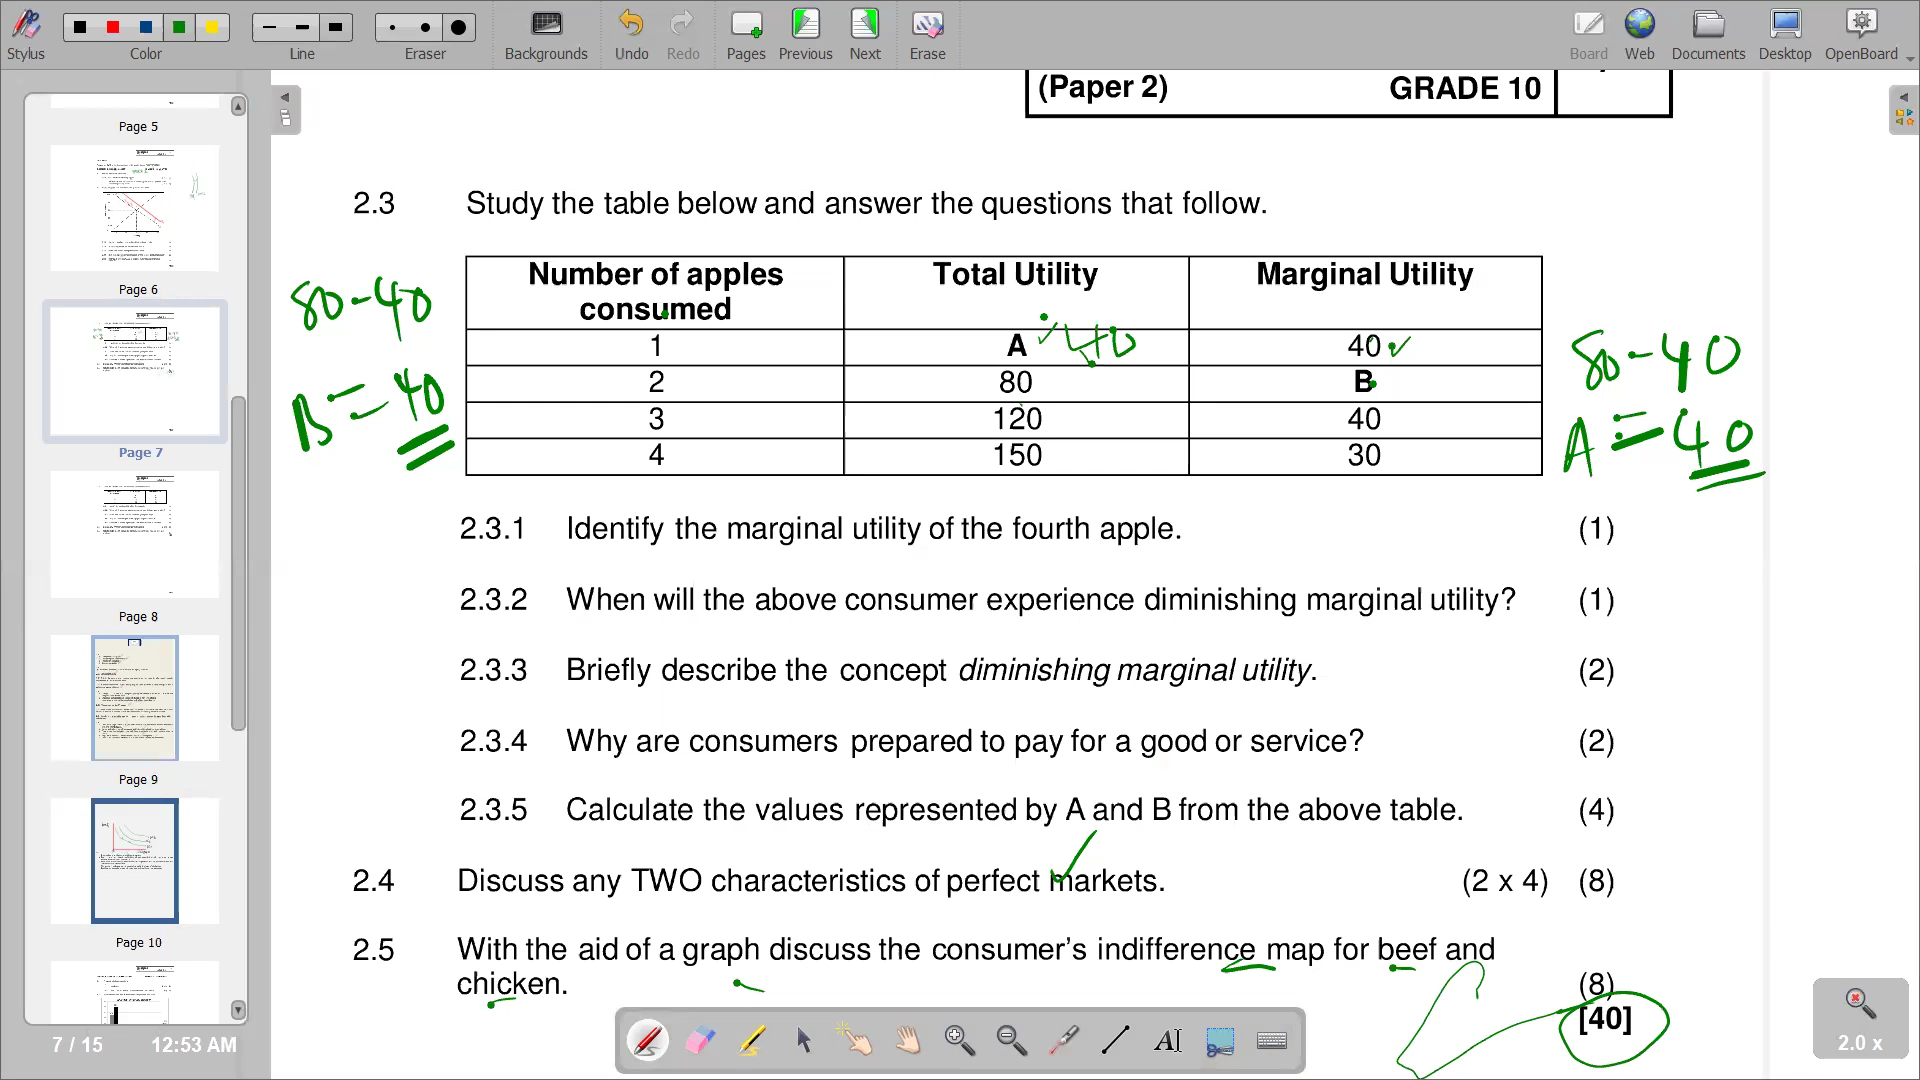 Stylus
Color
Line
Eraser
Backgrounds
Undo
Redo
Pages
Previous
Next
Erase
Board
Web
Documents
Desktop
OpenBoard
Page 5
Page 6
Page 7
Page 8
Page 9
Page 10
7 / 15 12:53 AM
(Paper 2) GRADE 10
2.3 Study the table below and answer the questions that follow.
Number of apples consumed Total Utility Marginal Utility
1 A 40 40
2 80 B
3 120 40
4 150 30
80-40
B = 40
80-40
A = 40
2.3.1 Identify the marginal utility of the fourth apple. (1)
2.3.2 When will the above consumer experience diminishing marginal utility? (1)
2.3.3 Briefly describe the concept diminishing marginal utility. (2)
2.3.4 Why are consumers prepared to pay for a good or service? (2)
2.3.5 Calculate the values represented by A and B from the above table. (4)
2.4 Discuss any TWO characteristics of perfect markets. (2 x 4) (8)
2.5 With the aid of a graph discuss the consumer's indifference map for beef and
chicken. (8)
[40]
2.0 x